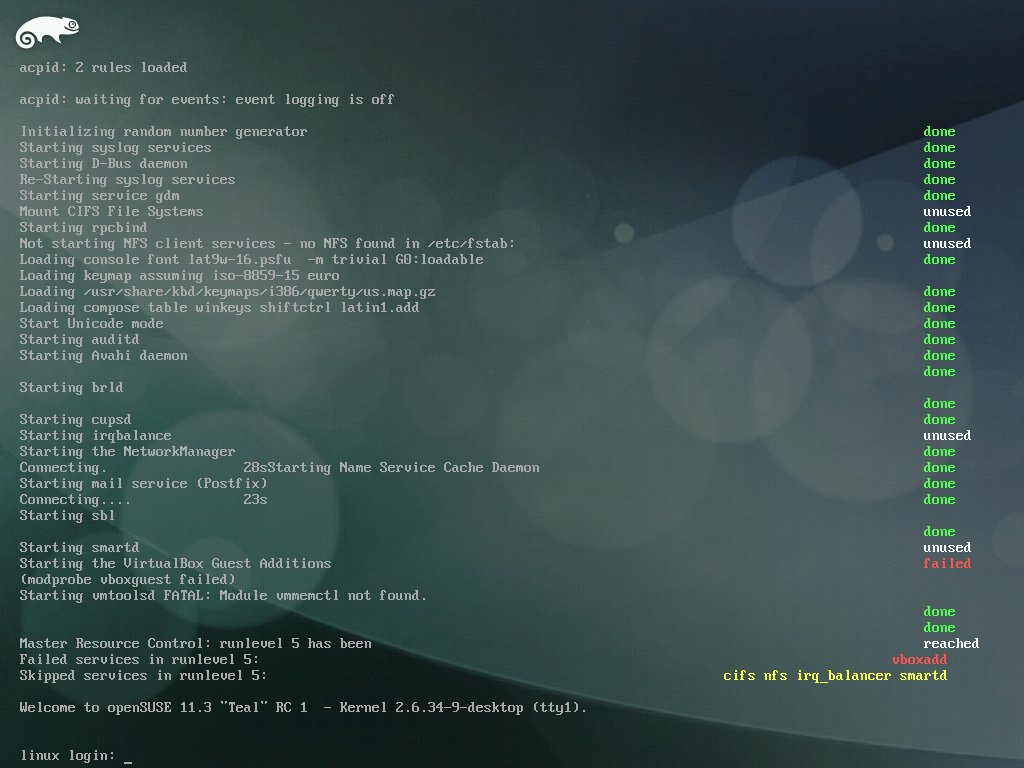 acpid: 2 rules loaded
acpid: waiting for events: event logging is off
Initializing random number generator done
Starting syslog services done
Starting D-Bus daemon done
Re-Starting syslog services done
Starting service gdm done
Mount CIFS File Systems unused
Starting rpcbind done
Not starting NFS client services - no NFS found in /etc/fstab: unused
Loading console font lat9w-16.psfu -m trivial G0:loadable done
Loading keymap assuming iso-8859-15 euro
Loading /usr/share/kbd/keymaps/i386/qwerty/us.map.gz done
Loading compose table winkeys shiftctrl latin1.add done
Start Unicode mode done
Starting auditd done
Starting Avahi daemon done
done
Starting brld
done
Starting cupsd done
Starting irqbalance unused
Starting the NetworkManager done
Connecting. 28sStarting Name Service Cache Daemon done
Starting mail service (Postfix) done
Connecting.... 23s done
Starting sbl
done
Starting smartd unused
Starting the VirtualBox Guest Additions failed
(modprobe vboxguest failed)
Starting vmtoolsd FATAL: Module vmmemctl not found.
done
done
Master Resource Control: runlevel 5 has been reached
Failed services in runlevel 5: vboxadd
Skipped services in runlevel 5: cifs nfs irq_balancer smartd
Welcome to openSUSE 11.3 "Teal" RC 1 - Kernel 2.6.34-9-desktop (tty1).
linux login: _